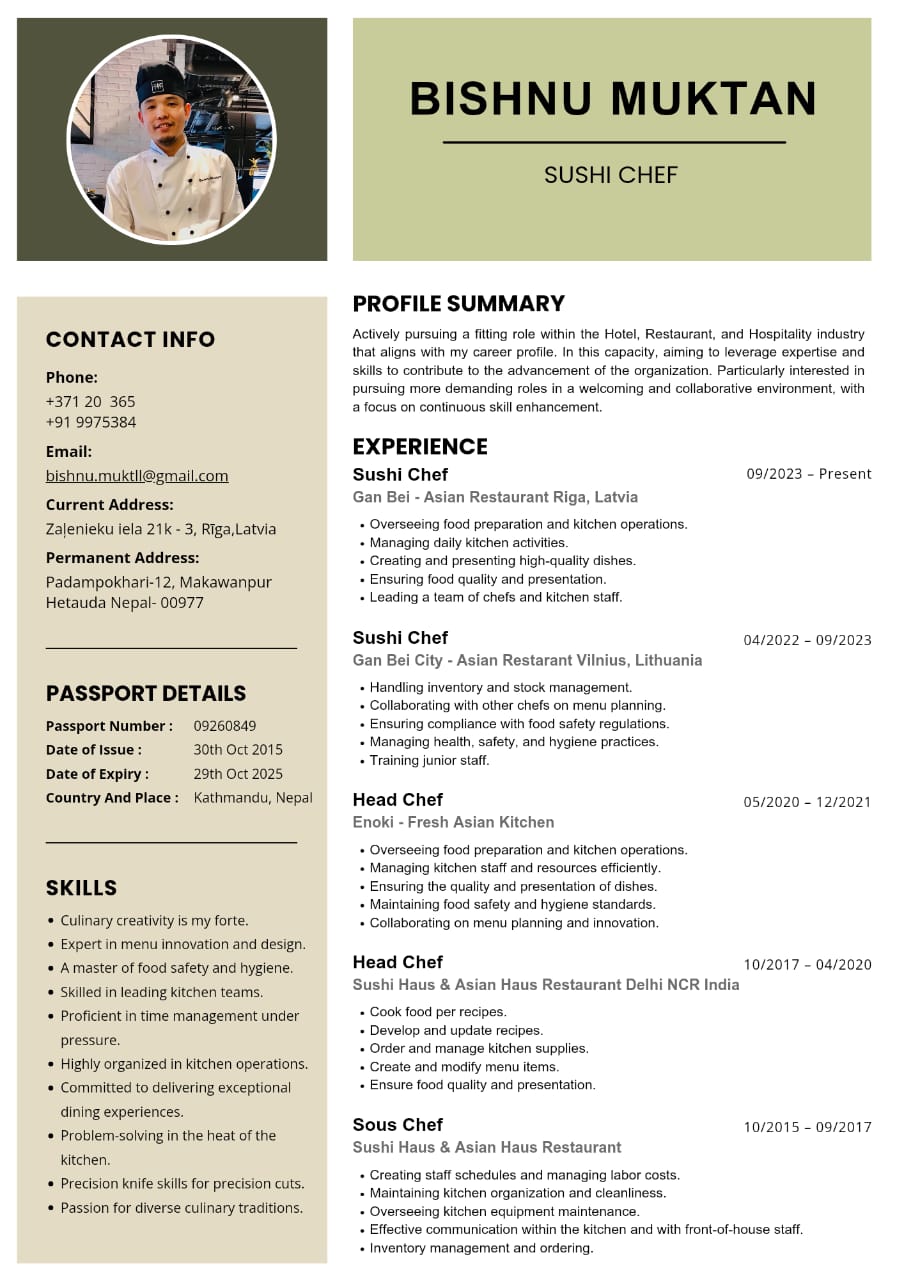 BISHNU MUKTAN
SUSHI CHEF
CONTACT INFO
Phone:
+371 20  365
+91 9975384
Email:
bishnu.muktll@gmail.com
Current Address:
Zaļenieku iela 21k - 3, Rīga,Latvia
Permanent Address:
Padampokhari-12, Makawanpur
Hetauda Nepal- 00977
PASSPORT DETAILS
Passport Number : 09260849
Date of Issue : 30th Oct 2015
Date of Expiry : 29th Oct 2025
Country And Place : Kathmandu, Nepal
SKILLS
• Culinary creativity is my forte.
• Expert in menu innovation and design.
• A master of food safety and hygiene.
• Skilled in leading kitchen teams.
• Proficient in time management under
pressure.
• Highly organized in kitchen operations.
• Committed to delivering exceptional
dining experiences.
• Problem-solving in the heat of the
kitchen.
• Precision knife skills for precision cuts.
• Passion for diverse culinary traditions.
PROFILE SUMMARY
Actively pursuing a fitting role within the Hotel, Restaurant, and Hospitality industry
that aligns with my career profile. In this capacity, aiming to leverage expertise and
skills to contribute to the advancement of the organization. Particularly interested in
pursuing more demanding roles in a welcoming and collaborative environment, with
a focus on continuous skill enhancement.
EXPERIENCE
Sushi Chef 09/2023 – Present
Gan Bei - Asian Restaurant Riga, Latvia
• Overseeing food preparation and kitchen operations.
• Managing daily kitchen activities.
• Creating and presenting high-quality dishes.
• Ensuring food quality and presentation.
• Leading a team of chefs and kitchen staff.
Sushi Chef 04/2022 – 09/2023
Gan Bei City - Asian Restarant Vilnius, Lithuania
• Handling inventory and stock management.
• Collaborating with other chefs on menu planning.
• Ensuring compliance with food safety regulations.
• Managing health, safety, and hygiene practices.
• Training junior staff.
Head Chef 05/2020 – 12/2021
Enoki - Fresh Asian Kitchen
• Overseeing food preparation and kitchen operations.
• Managing kitchen staff and resources efficiently.
• Ensuring the quality and presentation of dishes.
• Maintaining food safety and hygiene standards.
• Collaborating on menu planning and innovation.
Head Chef 10/2017 – 04/2020
Sushi Haus & Asian Haus Restaurant Delhi NCR India
• Cook food per recipes.
• Develop and update recipes.
• Order and manage kitchen supplies.
• Create and modify menu items.
• Ensure food quality and presentation.
Sous Chef 10/2015 – 09/2017
Sushi Haus & Asian Haus Restaurant
• Creating staff schedules and managing labor costs.
• Maintaining kitchen organization and cleanliness.
• Overseeing kitchen equipment maintenance.
• Effective communication within the kitchen and with front-of-house staff.
• Inventory management and ordering.